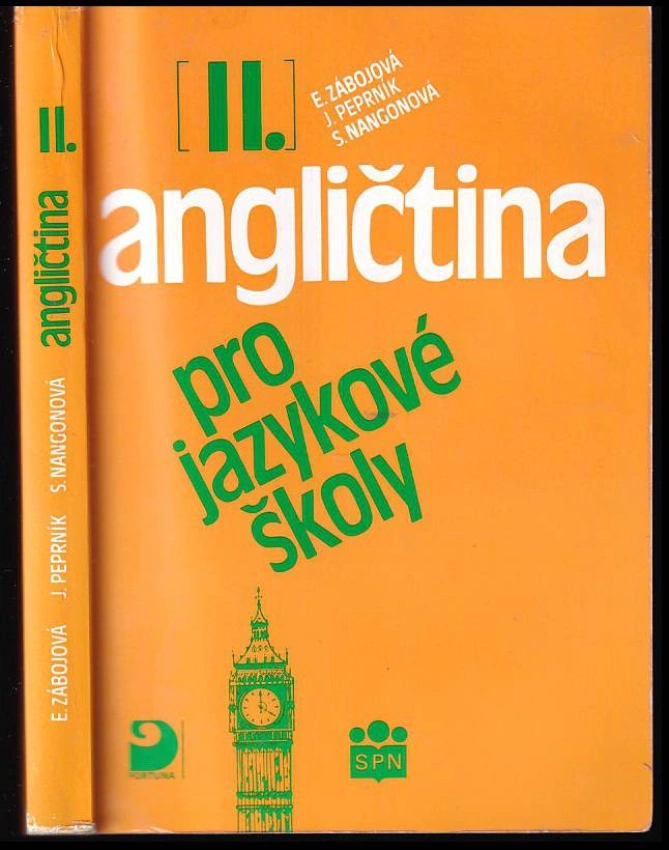 II.
angličtina
E. ZÁBOJOVÁ J. PEPRNÍK S. NANGONOVÁ
[II.]
E. ZÁBOJOVÁ
J. PEPRNÍK
S. NANGONOVÁ
angličtina
pro
jazykové
školy
FORTUNA
SPN